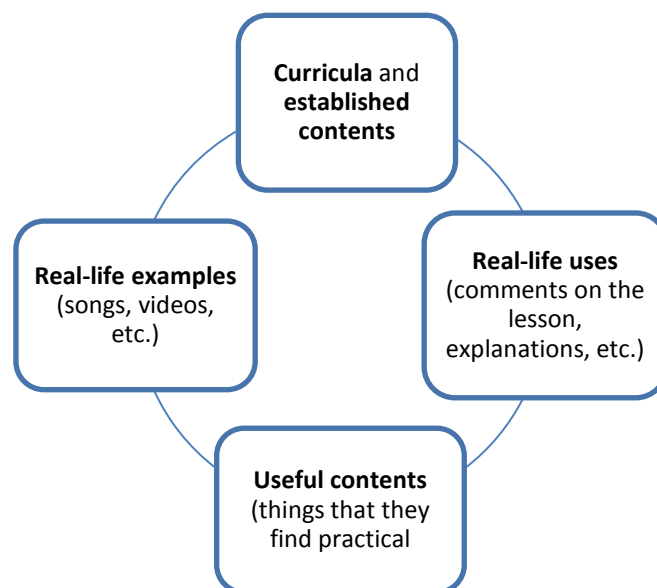 Curricula and
established
contents
Real-life examples
(songs, videos,
etc.)
Real-life uses
(comments on the
lesson,
explanations, etc.)
Useful contents
(things that they
find practical